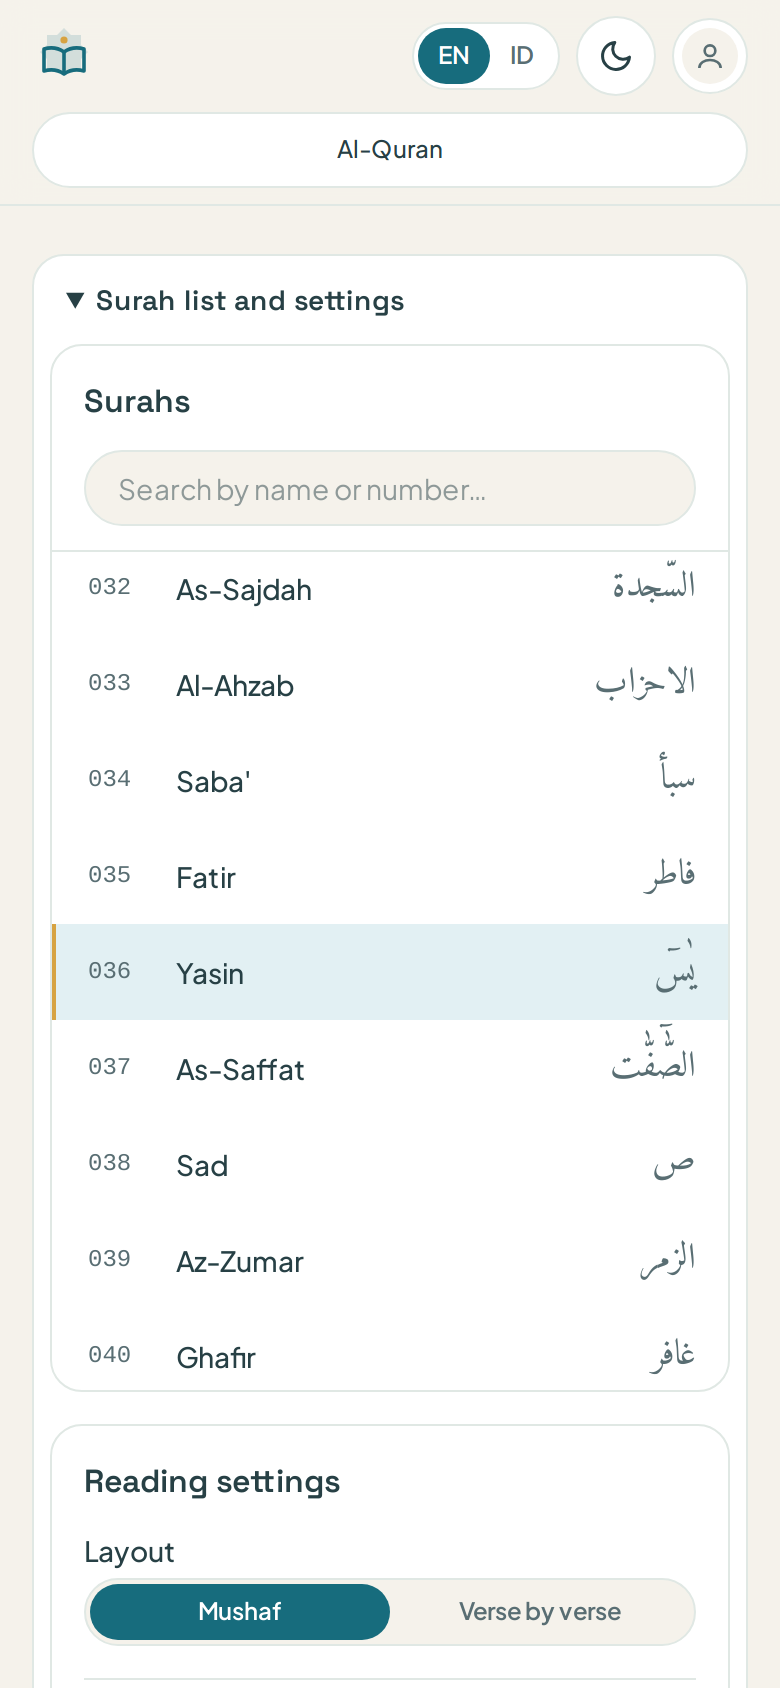 EN ID
Al-Quran
▼ Surah list and settings
Surahs
Search by name or number...
032 As-Sajdah السّجدة
033 Al-Ahzab الاحزاب
034 Saba' سبأ
035 Fatir فاطر
036 Yasin يٰسۤ
037 As-Saffat الصّٰۤفّٰت
038 Sad ص
039 Az-Zumar الزمر
040 Ghafir غافر
Reading settings
Layout
Mushaf Verse by verse